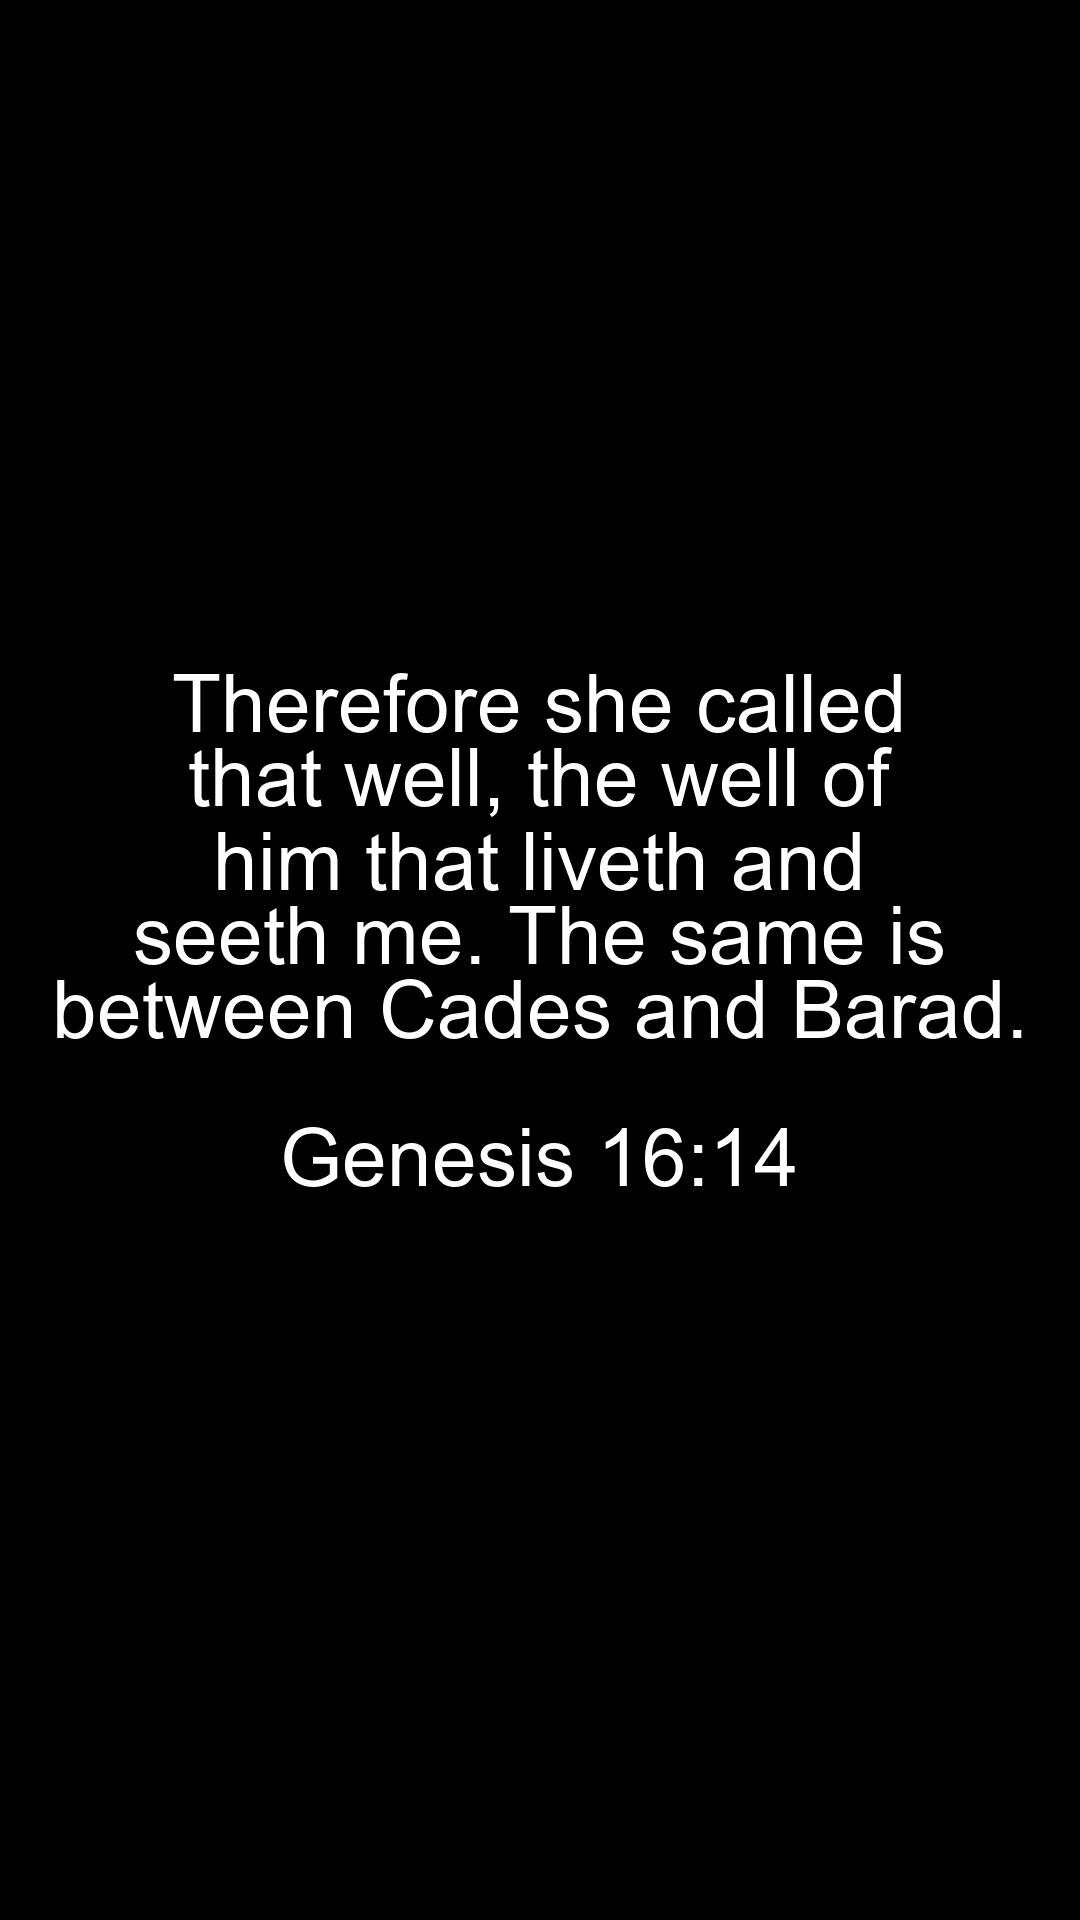 Therefore she called
that well, the well of
him that liveth and
seeth me. The same is
between Cades and Barad.
Genesis 16:14